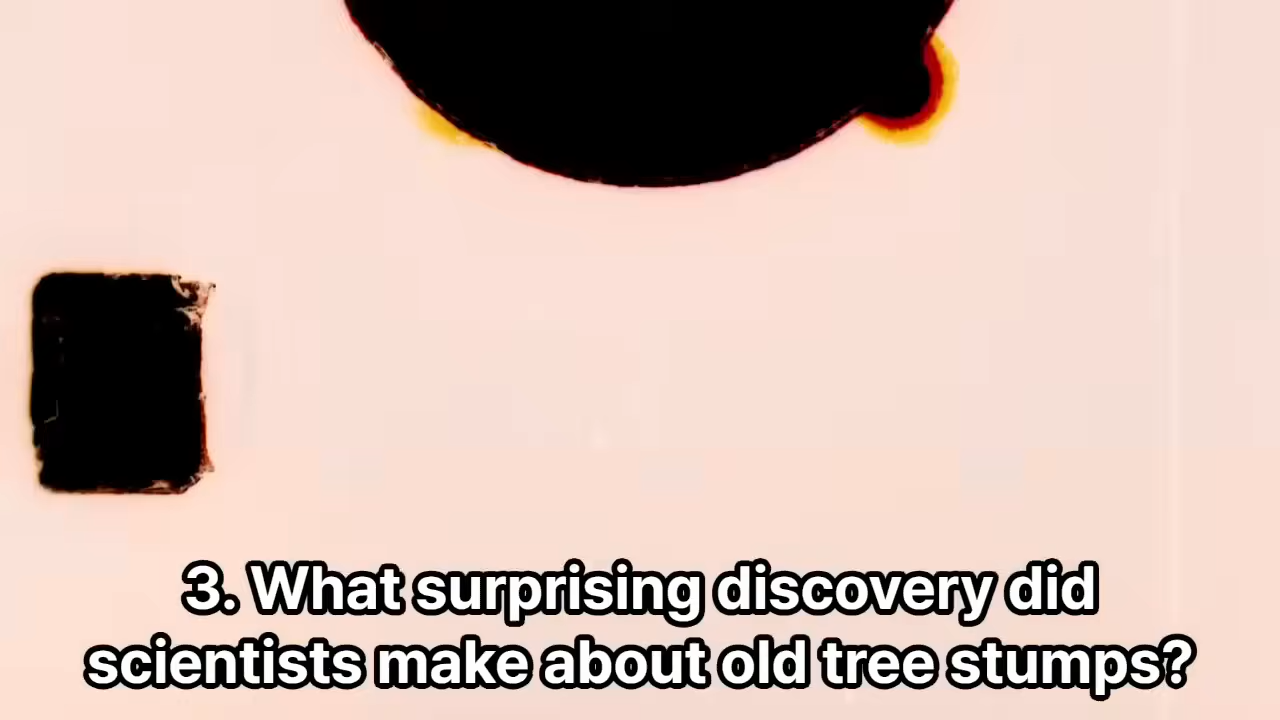 3. What surprising discovery did
scientists make about old tree stumps?